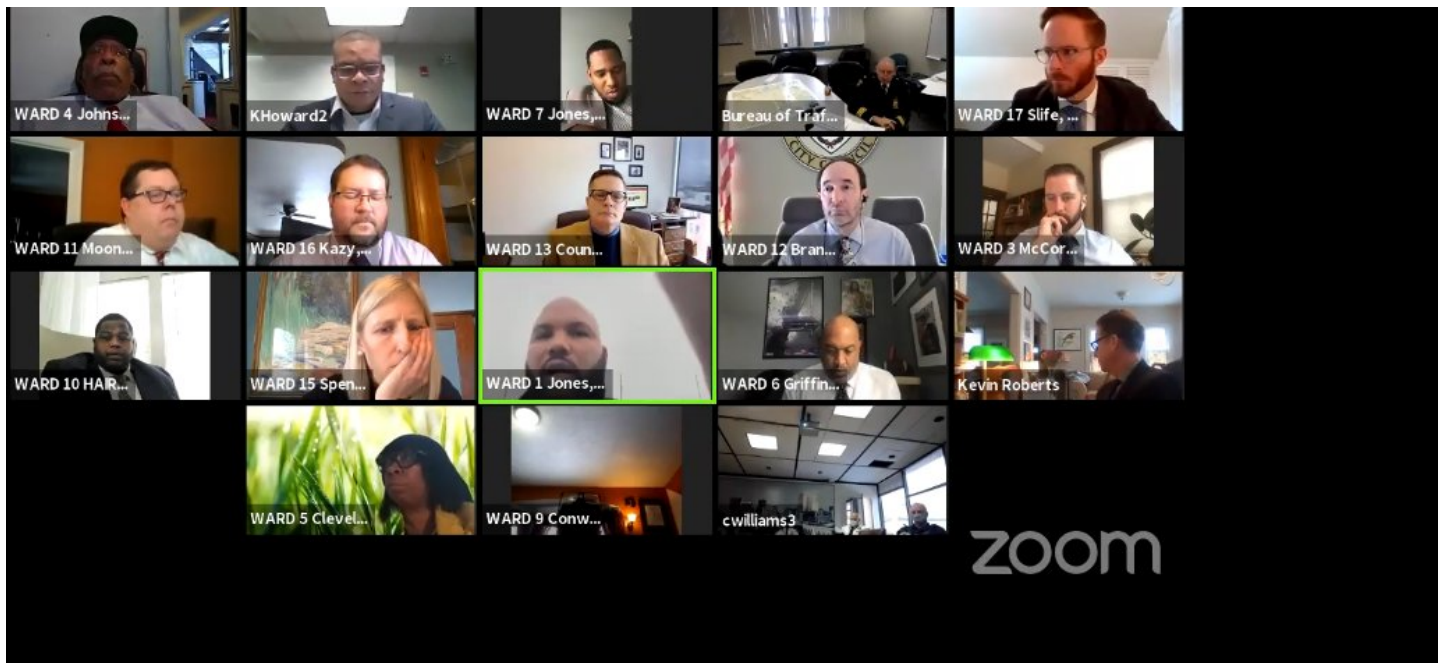 WARD 4 Johns...
KHoward2
WARD 7 Jones,...
Bureau of Traf...
WARD 17 Slife, ...
CITY COUNCIL
WARD 11 Moon...
WARD 16 Kazy,...
WARD 13 Coun...
WARD 12 Bran...
WARD 3 McCor...
WARD 10 HAIR...
WARD 15 Spen...
WARD 1 Jones,...
WARD 6 Griffin...
Kevin Roberts
WARD 5 Clevel...
WARD 9 Conw...
cwilliams3
zoom